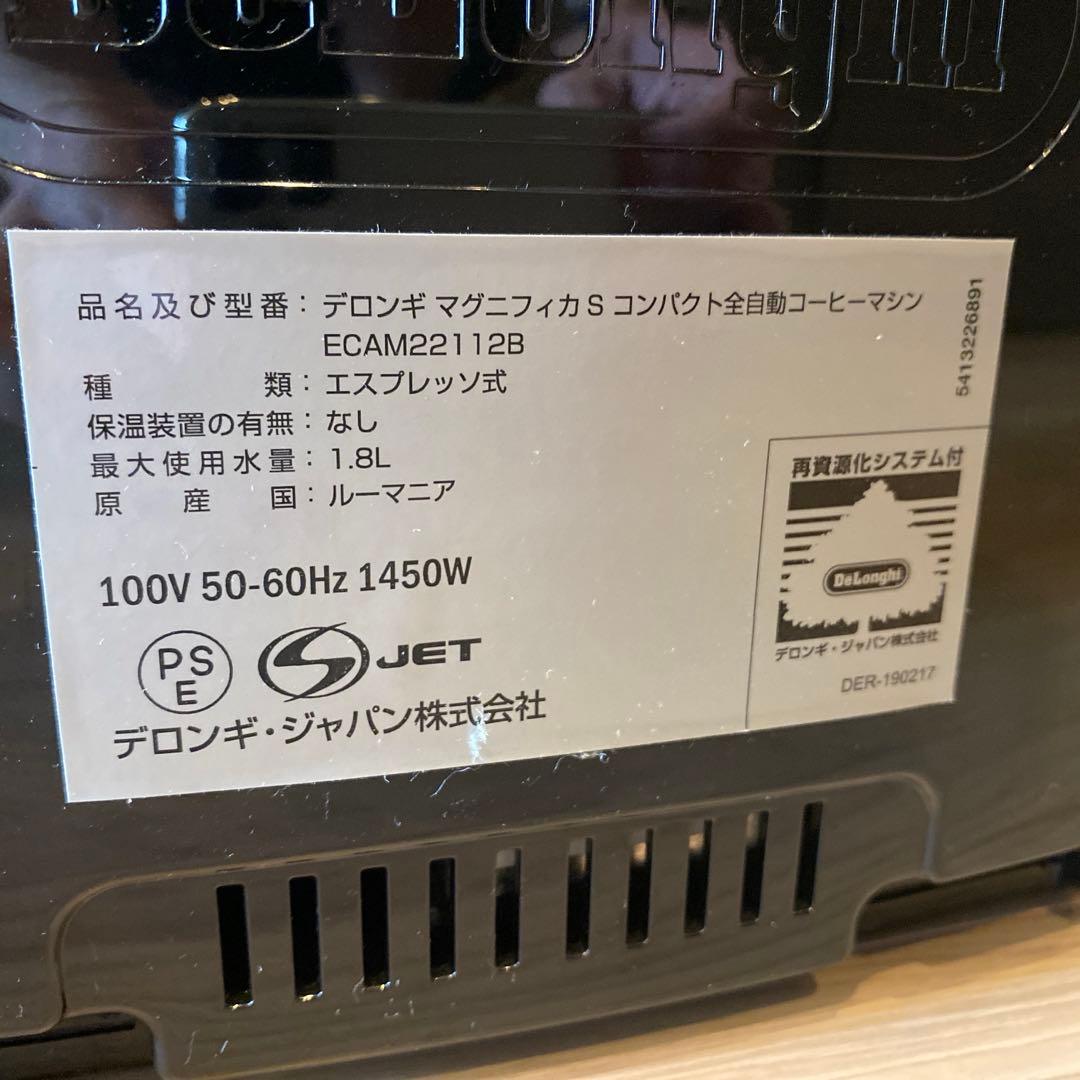 DeLonghi
品名及び型番：デロンギ マグニフィカS コンパクト全自動コーヒーマシン
ECAM22112B
種類：エスプレッソ式
保温装置の有無：なし
最大使用水量：1.8L
原産国：ルーマニア
100V 50-60Hz 1450W
PSE
JET
デロンギ・ジャパン株式会社
5413226891
再資源化システム付
DeLonghi
デロンギ・ジャパン株式会社
DER-190217